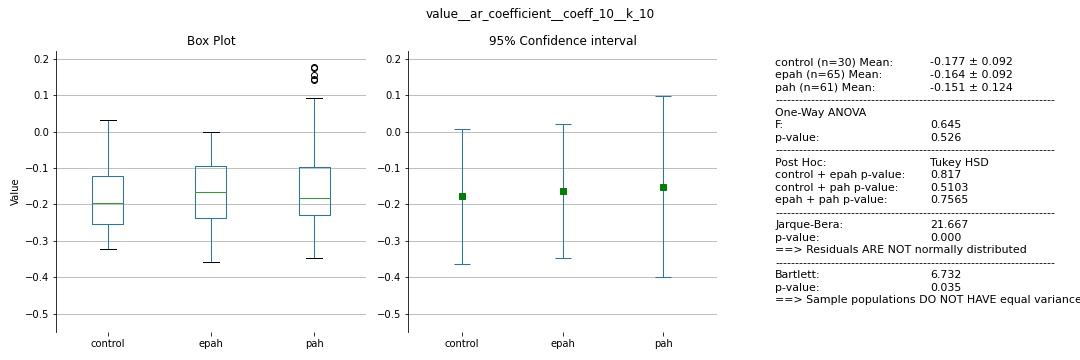 value__ar_coefficient__coeff_10__k_10
Box Plot
0.2
0.1
0.0
−0.1
−0.2
−0.3
−0.4
−0.5
Value
control
epah
pah
95% Confidence interval
0.2
0.1
0.0
−0.1
−0.2
−0.3
−0.4
−0.5
control
epah
pah
control (n=30) Mean: -0.177 ± 0.092
epah (n=65) Mean: -0.164 ± 0.092
pah (n=61) Mean: -0.151 ± 0.124
One-Way ANOVA
F: 0.645
p-value: 0.526
Post Hoc: Tukey HSD
control + epah p-value: 0.817
control + pah p-value: 0.5103
epah + pah p-value: 0.7565
Jarque-Bera: 21.667
p-value: 0.000
==> Residuals ARE NOT normally distributed
Bartlett: 6.732
p-value: 0.035
==> Sample populations DO NOT HAVE equal variance